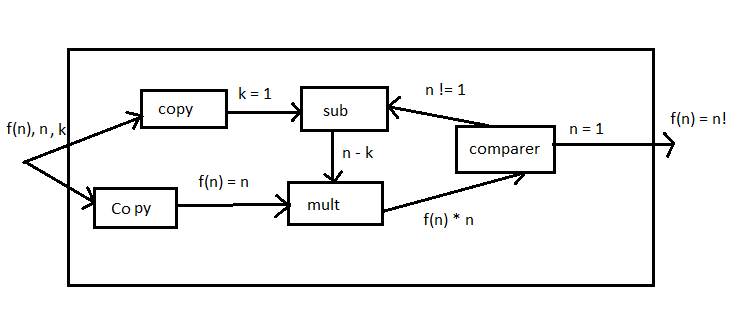 f(n), n , k
copy
k = 1
sub
n != 1
comparer
n = 1
f(n) = n!
n - k
Co py
f(n) = n
mult
f(n) * n